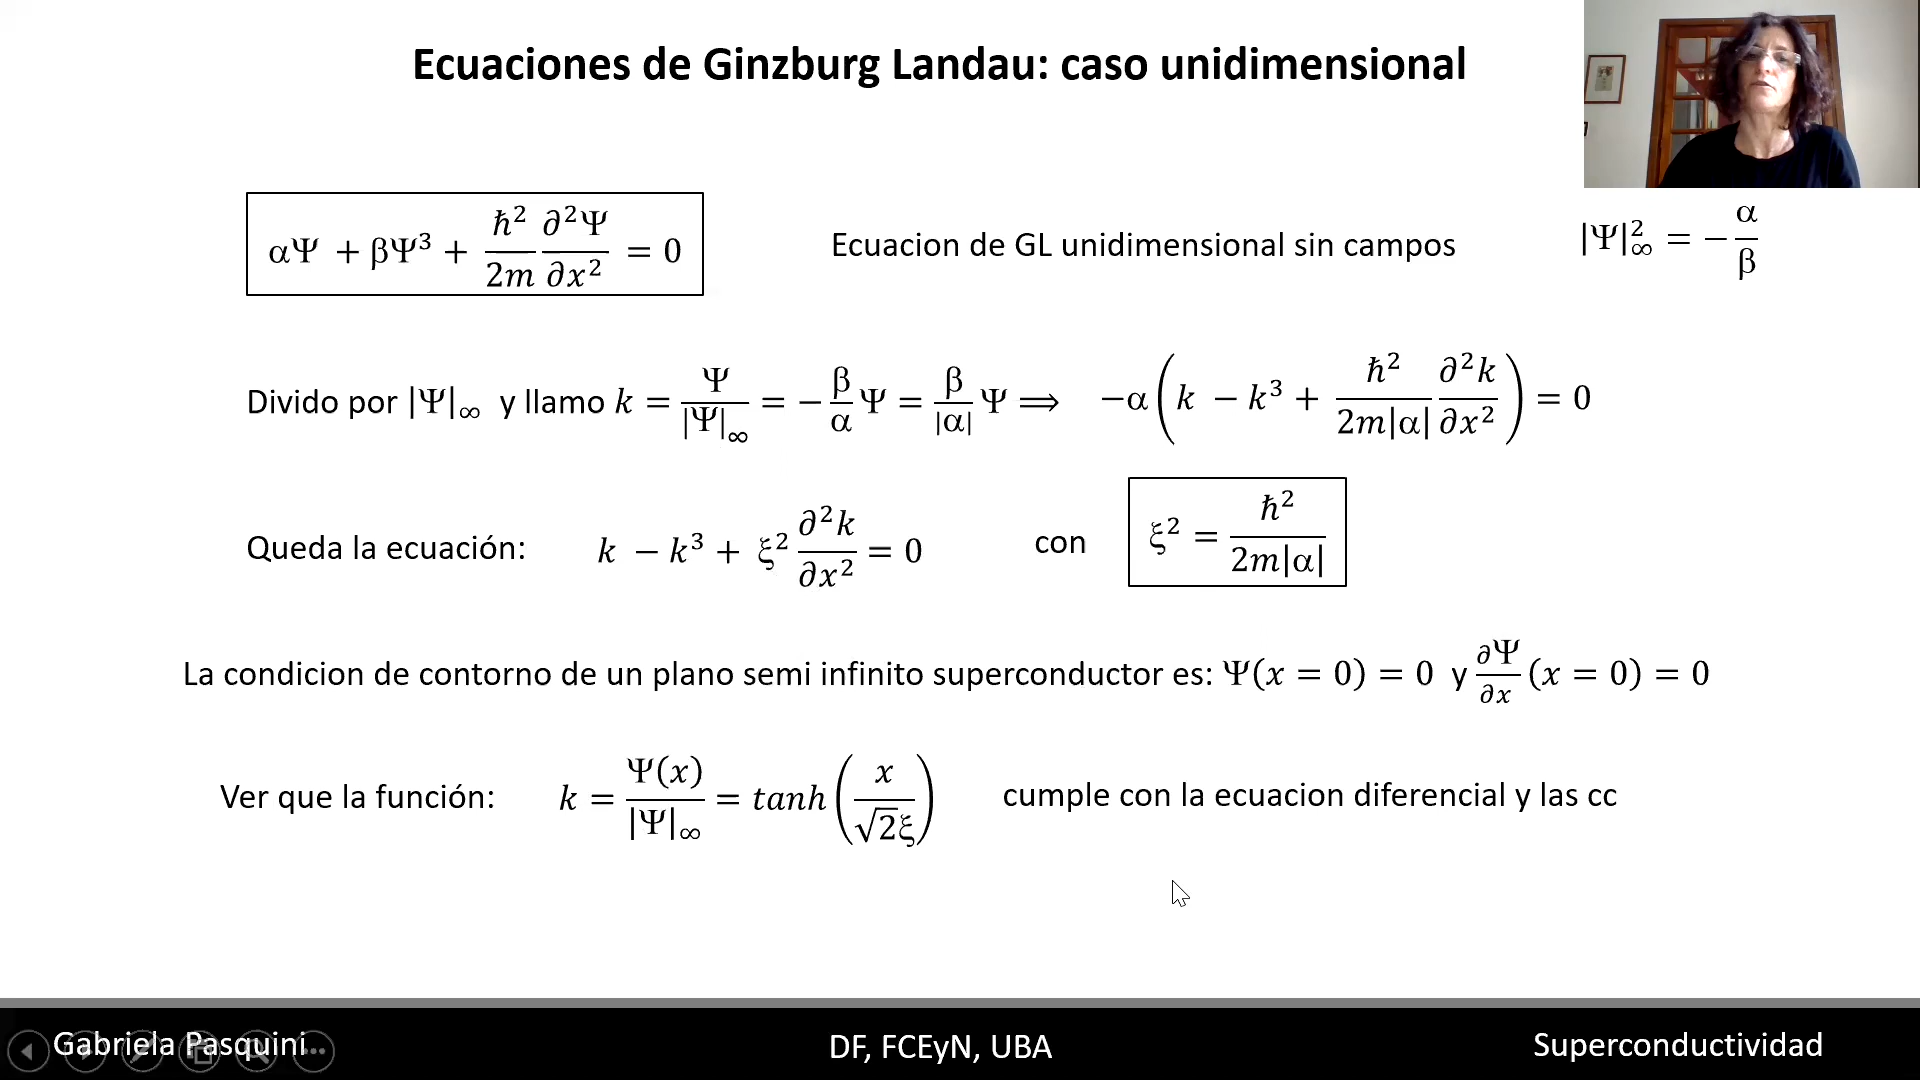 Ecuaciones de Ginzburg Landau: caso unidimensional
αΨ + βΨ³ + ħ²/2m ∂²Ψ/∂x² = 0 Ecuacion de GL unidimensional sin campos |Ψ|²∞ = −α/β
Divido por |Ψ|∞ y llamo k = Ψ/|Ψ|∞ = −β/α Ψ = β/|α| Ψ ⟹ −α(k − k³ + ħ²/2m|α| ∂²k/∂x²) = 0
Queda la ecuación: k − k³ + ξ² ∂²k/∂x² = 0 con ξ² = ħ²/2m|α|
La condicion de contorno de un plano semi infinito superconductor es: Ψ(x = 0) = 0 y ∂Ψ/∂x (x = 0) = 0
Ver que la función: k = Ψ(x)/|Ψ|∞ = tanh(x/√2ξ) cumple con la ecuacion diferencial y las cc
Gabriela Pasquini DF, FCEyN, UBA Superconductividad